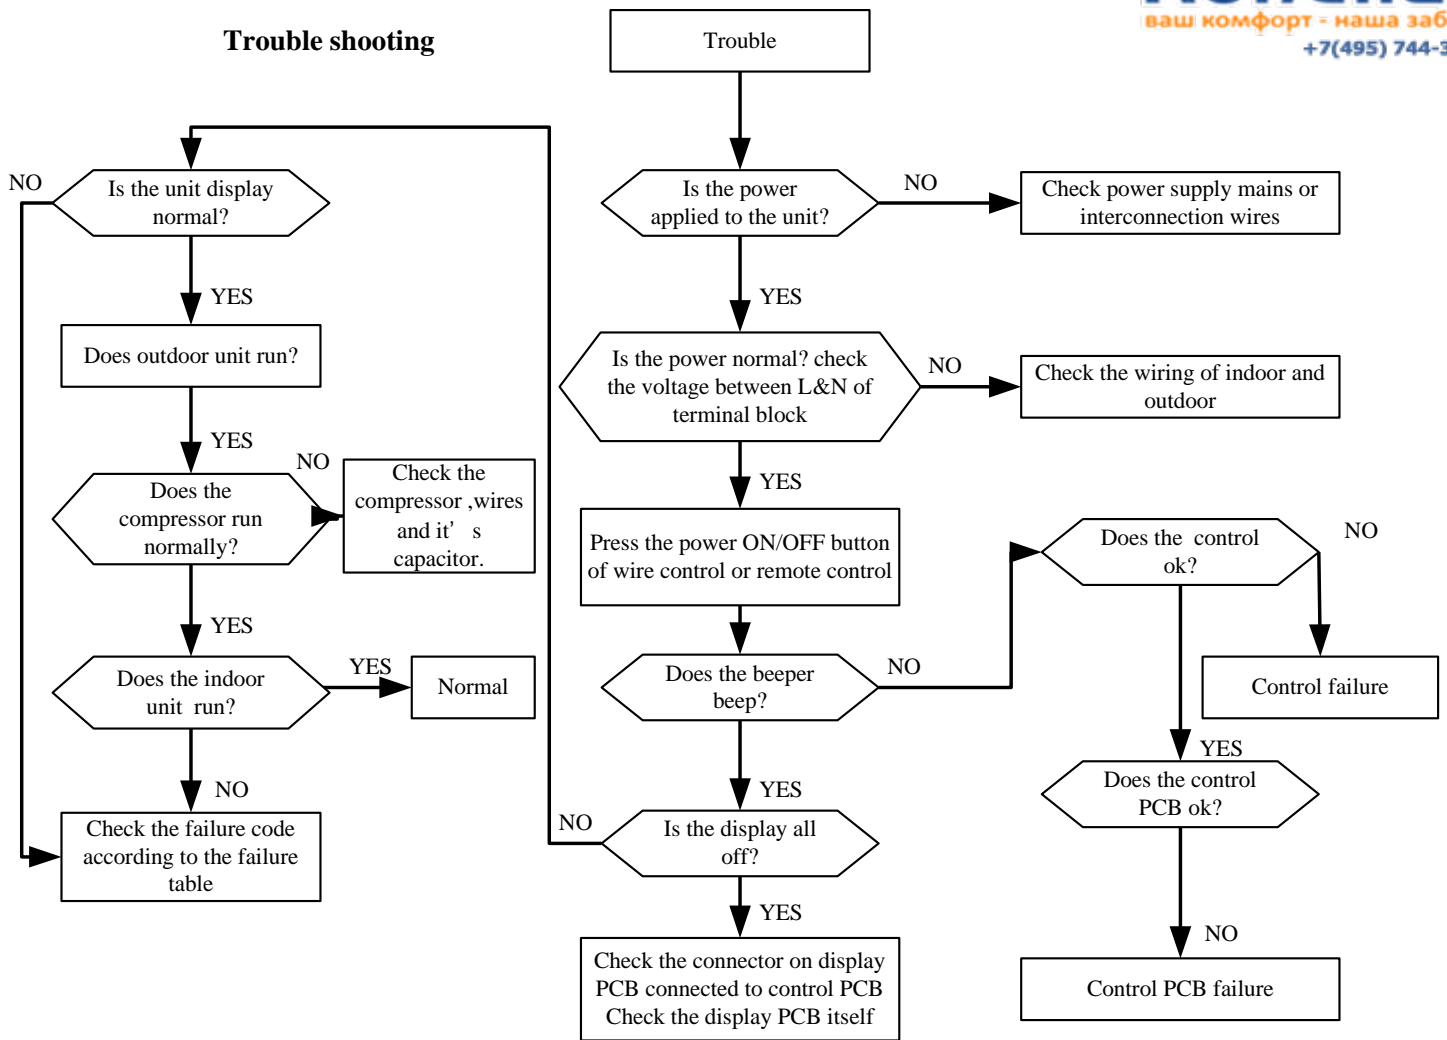 ваш комфорт - наша
+7(495)
Trouble shooting
Trouble
NO
Is the unit display
normal?
Is the power
applied to the unit?
NO
Check power supply mains or
interconnection wires
YES
YES
Does outdoor unit run?
Is the power normal? check
the voltage between L&N of
terminal block
NO
Check the wiring of indoor and
outdoor
YES
NO
Does the
compressor run
normally?
Check the
compressor ,wires
and it’ s
capacitor.
YES
Press the power ON/OFF button
of wire control or remote control
Does the control
ok?
NO
YES
Does the indoor
unit run?
YES
Normal
Does the beeper
beep?
NO
Control failure
YES
Does the control
PCB ok?
NO
Check the failure code
according to the failure
table
YES
NO
Is the display all
off?
YES
Check the connector on display
PCB connected to control PCB
Check the display PCB itself
NO
Control PCB failure